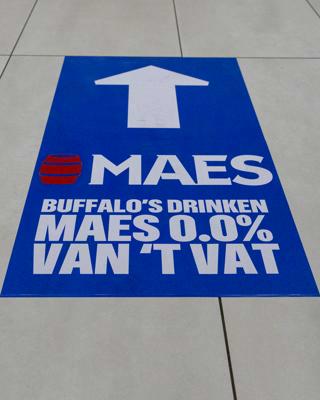 MAES
BUFFALO'S DRINKEN
MAES 0.0%
VAN 'T VAT